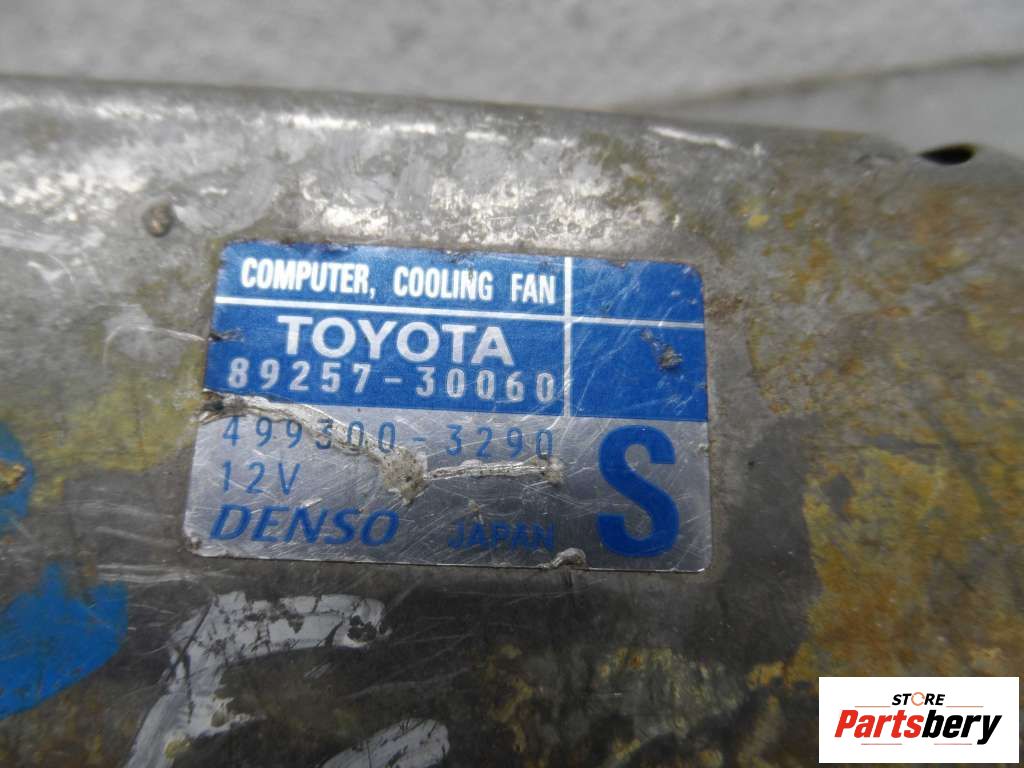 COMPUTER, COOLING FAN
TOYOTA
89257-30060
499300-3290
12V
DENSO JAPAN
S
STORE
Partsbery